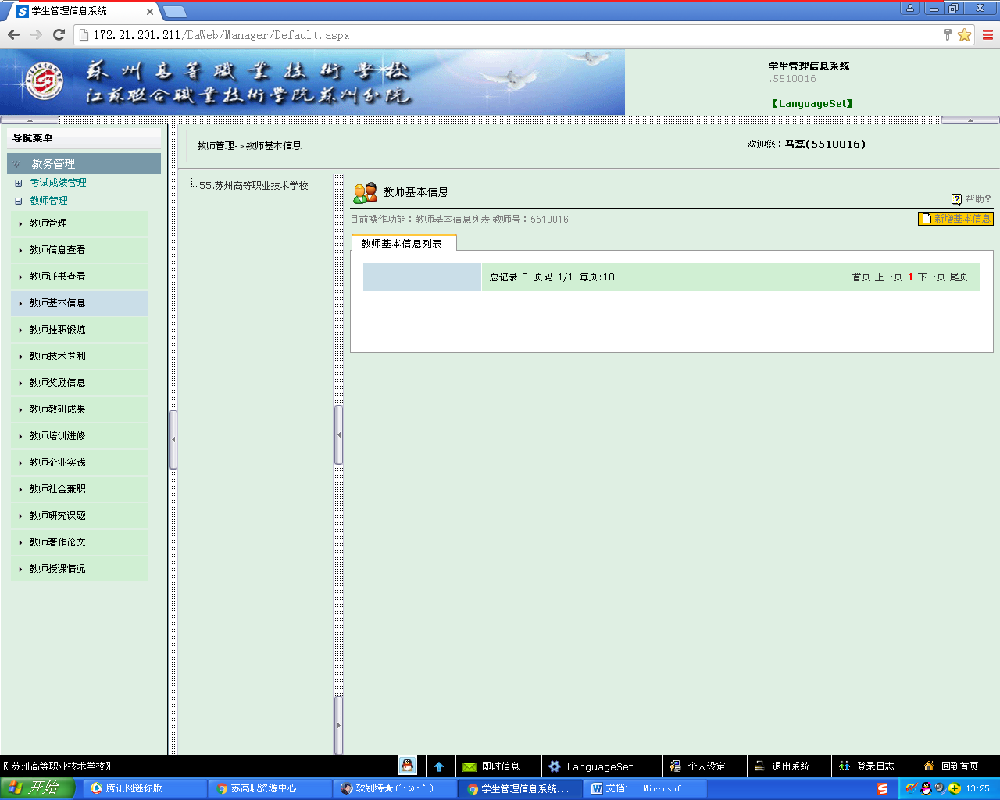 学生管理信息系统
172.21.201.211/EaWeb/Manager/Default.aspx
苏州高等职业技術学校
江苏联合職業技術学院苏州分院
学生管理信息系统
.5510016
【LanguageSet】
导航菜单
教务管理
考试成绩管理
教师管理
教师管理
教师信息查看
教师证书查看
教师基本信息
教师挂职锻炼
教师技术专利
教师奖励信息
教师教研成果
教师培训进修
教师企业实践
教师社会兼职
教师研究课题
教师著作论文
教师授课情况
教师管理->教师基本信息
欢迎您：马磊(5510016)
55.苏州高等职业技术学校
教师基本信息
帮助?
目前操作功能：教师基本信息列表 教师号：5510016
新增基本信息
教师基本信息列表
总记录:0 页码:1/1 每页:10
首页 上一页 1 下一页 尾页
〖苏州高等职业技术学校〗
即时信息
LanguageSet
个人设定
退出系统
登录日志
回到首页
开始
腾讯网迷你版
苏高职资源中心 -...
软别特★(´･ω･`)
学生管理信息系统...
文档1 - Microsof...
13:25